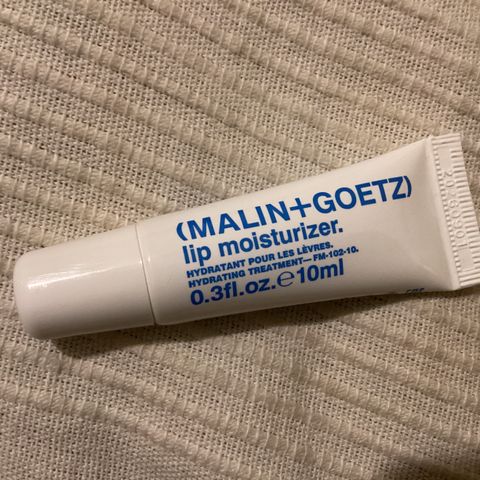 (MALIN+GOETZ)
lip moisturizer.
HYDRATANT POUR LES LÈVRES.
HYDRATING TREATMENT—FM-102-10.
0.3fl.oz.℮10ml